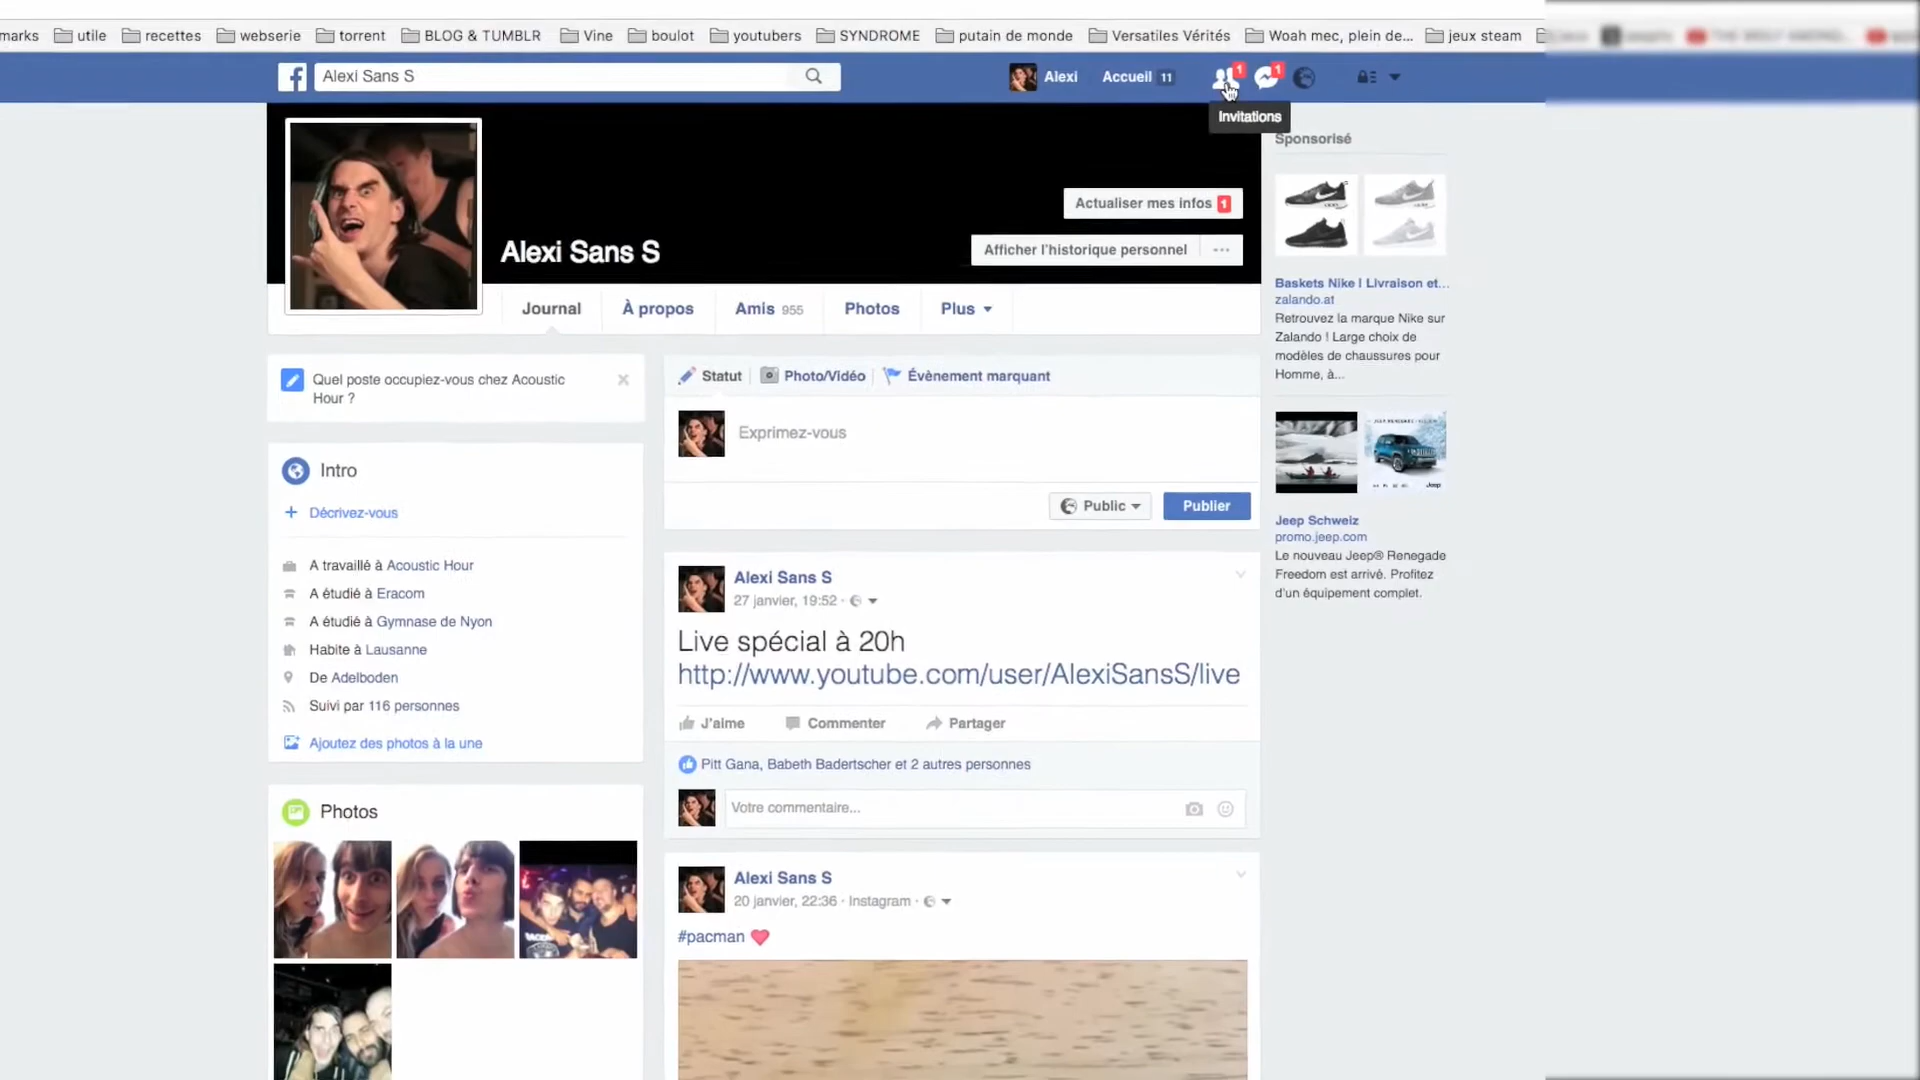 marks utile recettes webserie torrent BLOG & TUMBLR Vine boulot youtubers SYNDROME putain de monde Versatiles Vérités Woah mec, plein de... jeux steam
Alexi Sans S
Alexi Accueil 11 1 1
Invitations
Actualiser mes infos 1
Afficher l'historique personnel ...
Alexi Sans S
Journal À propos Amis 955 Photos Plus
Quel poste occupiez-vous chez Acoustic
Hour ?
Intro
+ Décrivez-vous
A travaillé à Acoustic Hour
A étudié à Eracom
A étudié à Gymnase de Nyon
Habite à Lausanne
De Adelboden
Suivi par 116 personnes
Ajoutez des photos à la une
Photos
Statut Photo/Vidéo Évènement marquant
Exprimez-vous
Public Publier
Alexi Sans S
27 janvier, 19:52 ·
Live spécial à 20h
http://www.youtube.com/user/AlexiSansS/live
J'aime Commenter Partager
Pitt Gana, Babeth Badertscher et 2 autres personnes
Votre commentaire...
Alexi Sans S
20 janvier, 22:36 · Instagram ·
#pacman
Sponsorisé
Baskets Nike I Livraison et...
zalando.at
Retrouvez la marque Nike sur
Zalando ! Large choix de
modèles de chaussures pour
Homme, à...
Jeep
Jeep Schweiz
promo.jeep.com
Le nouveau Jeep® Renegade
Freedom est arrivé. Profitez
d'un équipement complet.